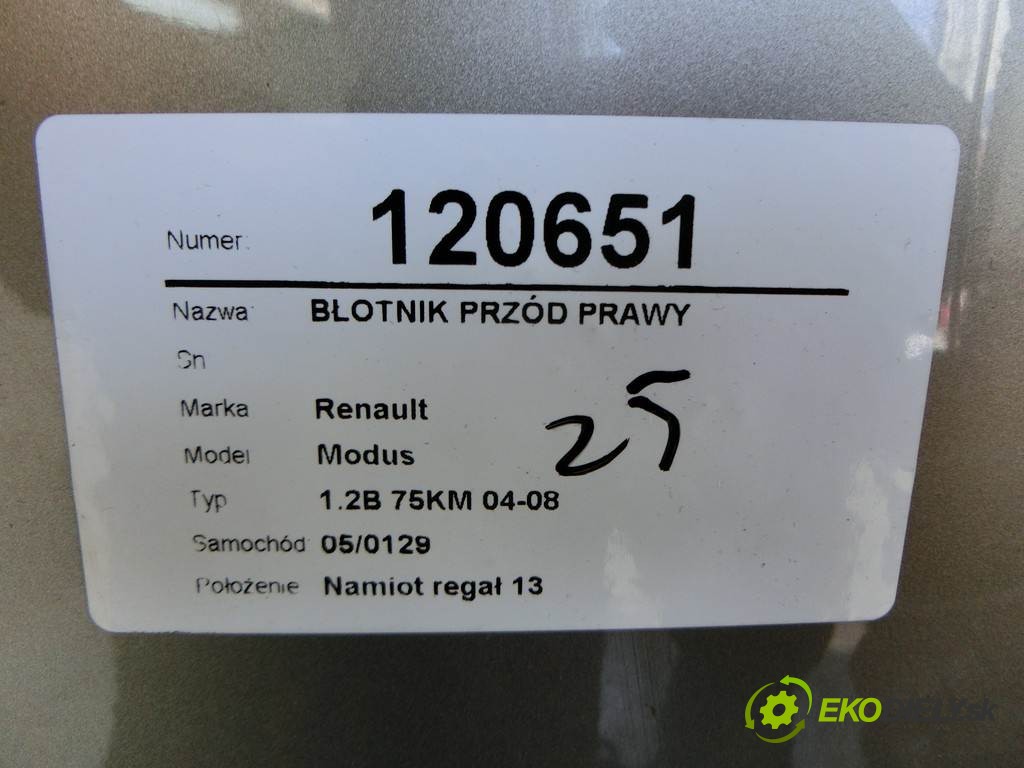 Numer: 120651
Nazwa: BŁOTNIK PRZÓD PRAWY
Sn
Marka Renault
Model Modus
25
Typ 1.2B 75KM 04-08
Samochód 05/0129
Położenie Namiot regał 13
EKO